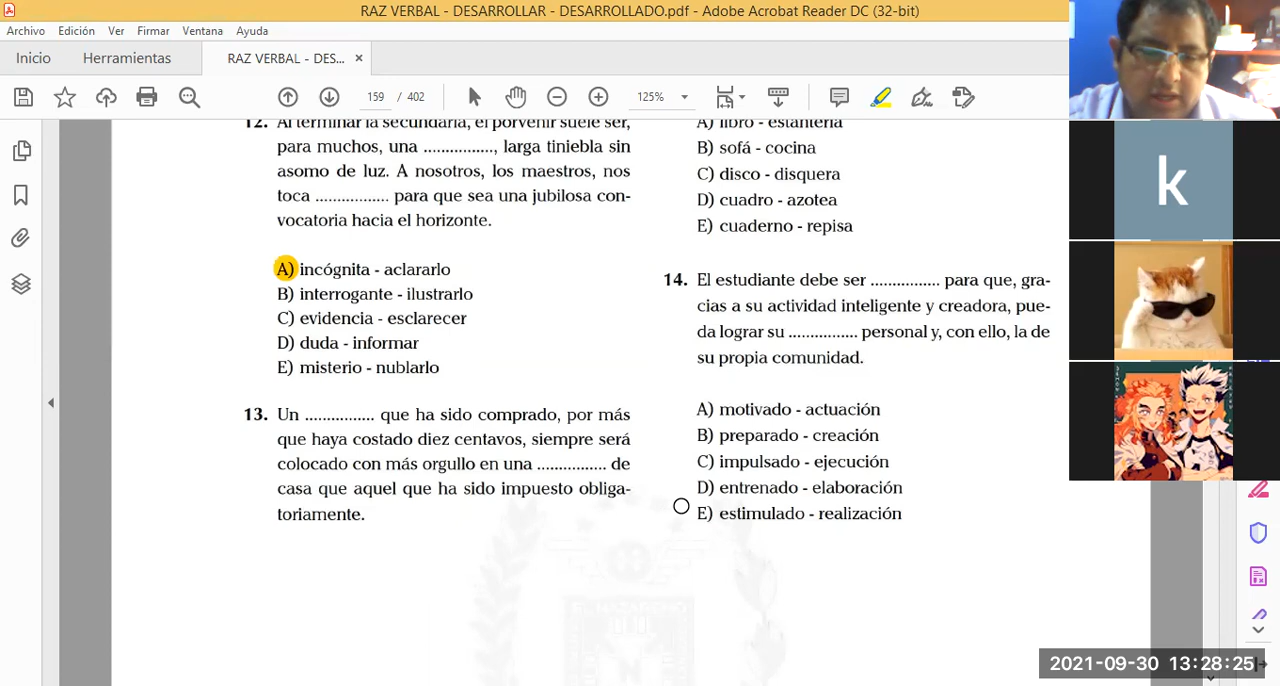 RAZ VERBAL - DESARROLLAR - DESARROLLADO.pdf - Adobe Acrobat Reader DC (32-bit)
Archivo Edición Ver Firmar Ventana Ayuda
Inicio Herramientas RAZ VERBAL - DES... ×
159 / 402 125%
12. Al terminar la secundaria, el porvenir suele ser,
para muchos, una ................, larga tiniebla sin
asomo de luz. A nosotros, los maestros, nos
toca ................ para que sea una jubilosa con-
vocatoria hacia el horizonte.
A) incógnita - aclararlo
B) interrogante - ilustrarlo
C) evidencia - esclarecer
D) duda - informar
E) misterio - nublarlo
13. Un ................ que ha sido comprado, por más
que haya costado diez centavos, siempre será
colocado con más orgullo en una ................ de
casa que aquel que ha sido impuesto obliga-
toriamente.
A) libro - estantería
B) sofá - cocina
C) disco - disquera
D) cuadro - azotea
E) cuaderno - repisa
14. El estudiante debe ser ................ para que, gra-
cias a su actividad inteligente y creadora, pue-
da lograr su ................ personal y, con ello, la de
su propia comunidad.
A) motivado - actuación
B) preparado - creación
C) impulsado - ejecución
D) entrenado - elaboración
E) estimulado - realización
k
2021-09-30 13:28:25